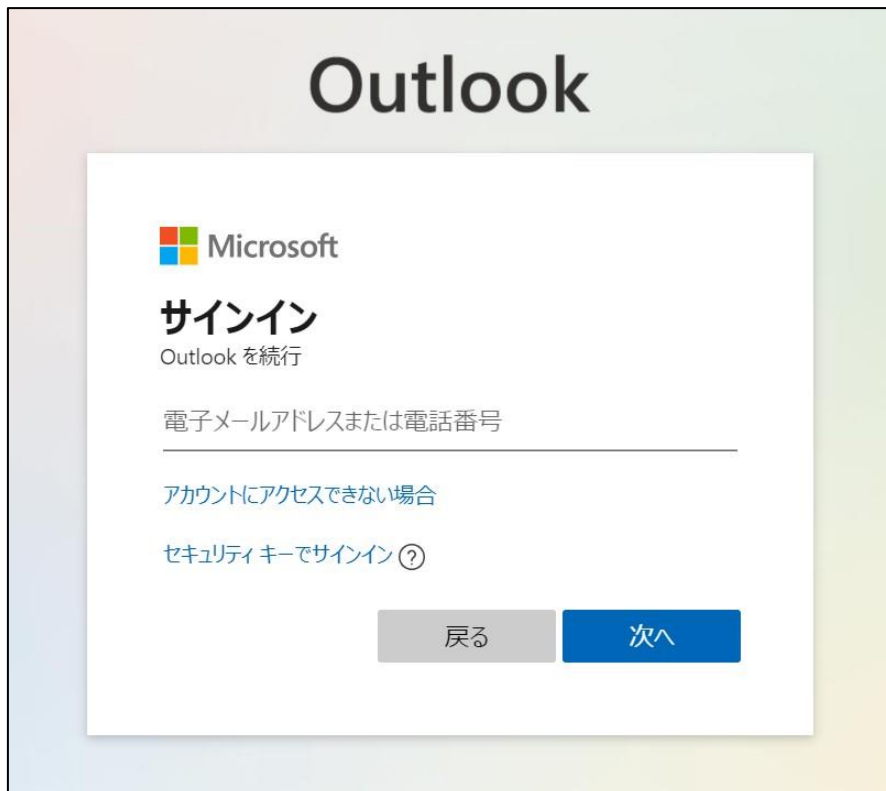 Outlook
Microsoft
サインイン
Outlook を続行
電子メールアドレスまたは電話番号
アカウントにアクセスできない場合
セキュリティ キーでサインイン ?
戻る 次へ